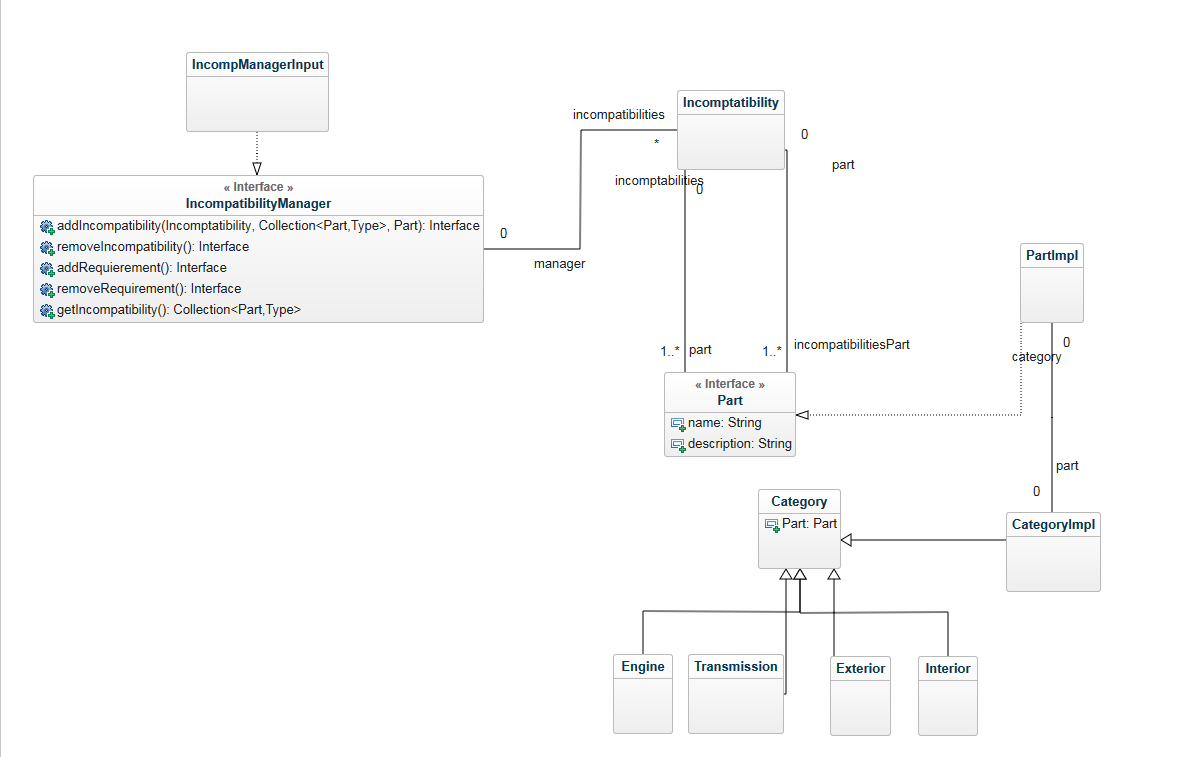 IncompManagerInput
« Interface »
IncompatibilityManager
addIncompatibility(Incomptatibility, Collection<Part,Type>, Part): Interface
removeIncompatibility(): Interface
addRequierement(): Interface
removeRequirement(): Interface
getIncompatibility(): Collection<Part,Type>
0
manager
incompatibilities
*
Incomptatibility
0
part
incomptabilities
0
1..*
part
1..*
incompatibilitiesPart
« Interface »
Part
name: String
description: String
PartImpl
0
category
part
0
CategoryImpl
Category
Part: Part
Engine
Transmission
Exterior
Interior